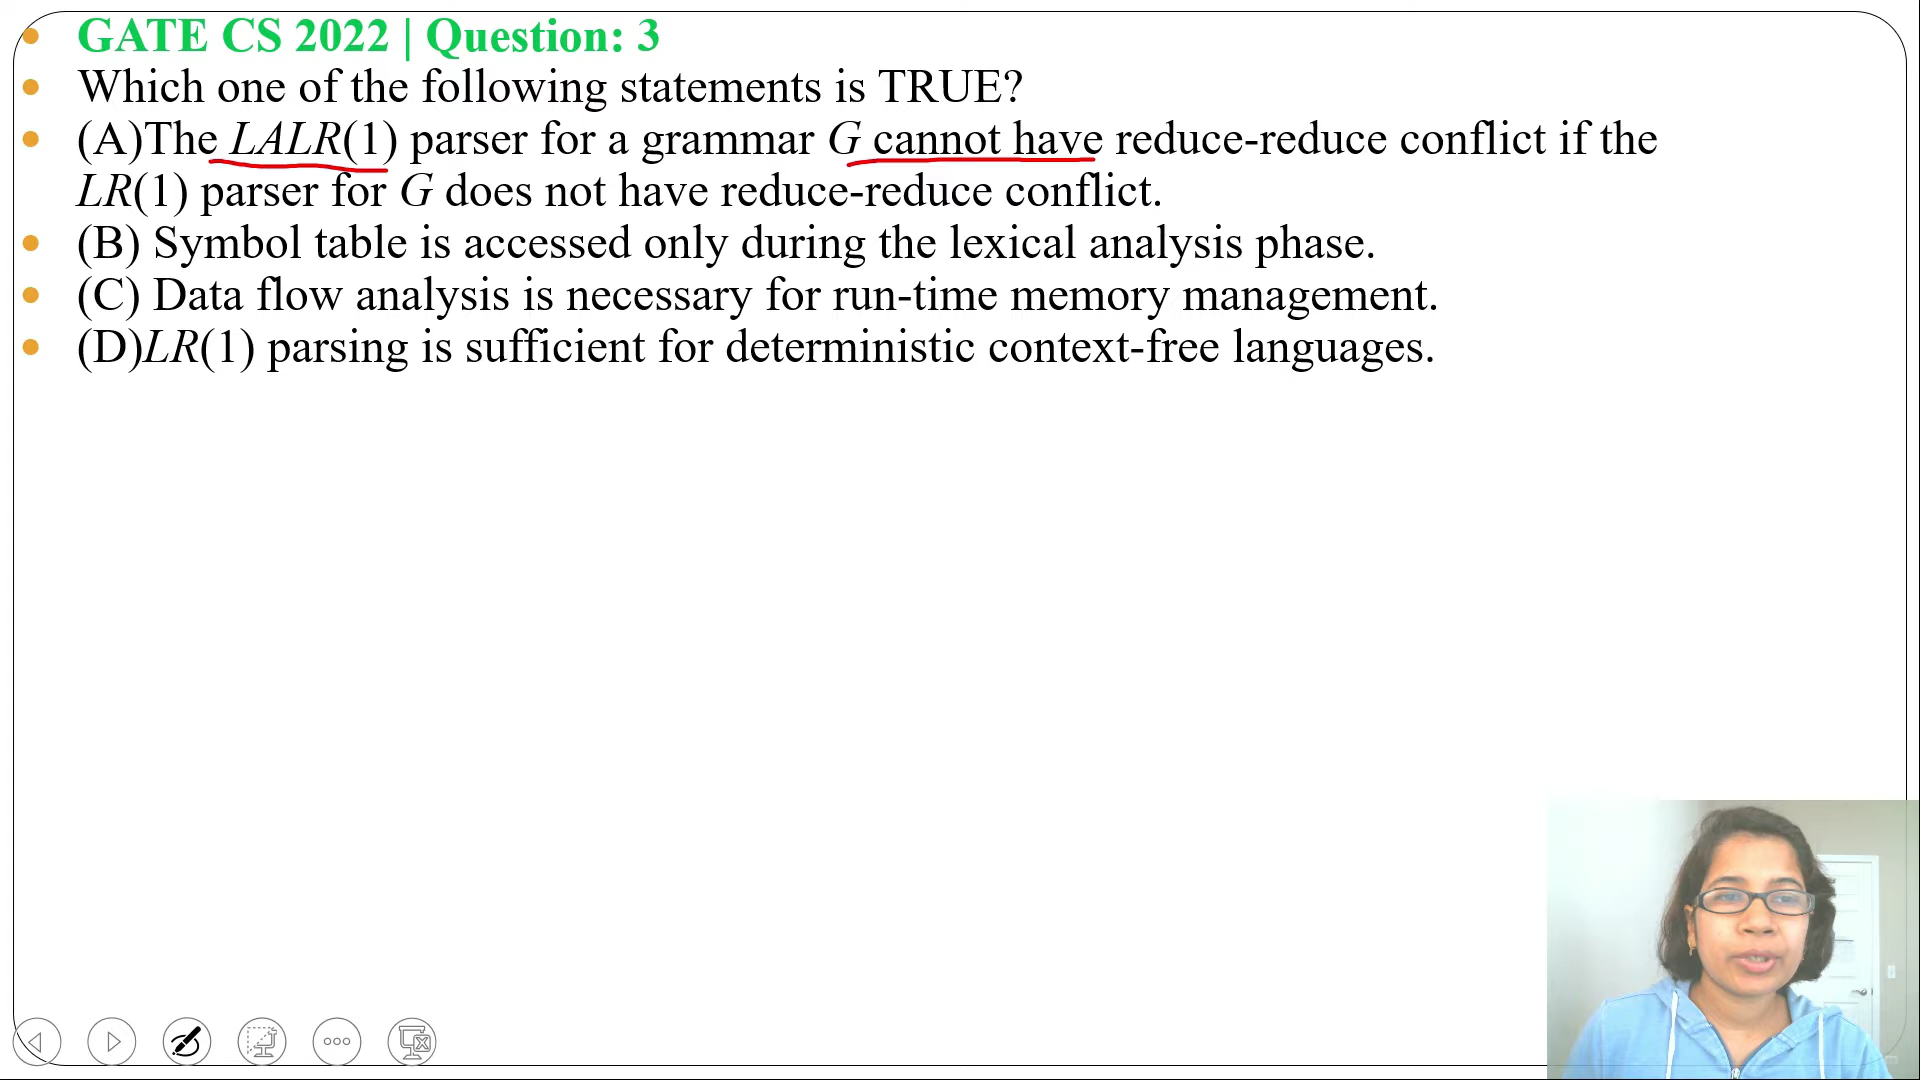 GATE CS 2022 | Question: 3
Which one of the following statements is TRUE?
(A)The LALR(1) parser for a grammar G cannot have reduce-reduce conflict if the
LR(1) parser for G does not have reduce-reduce conflict.
(B) Symbol table is accessed only during the lexical analysis phase.
(C) Data flow analysis is necessary for run-time memory management.
(D)LR(1) parsing is sufficient for deterministic context-free languages.